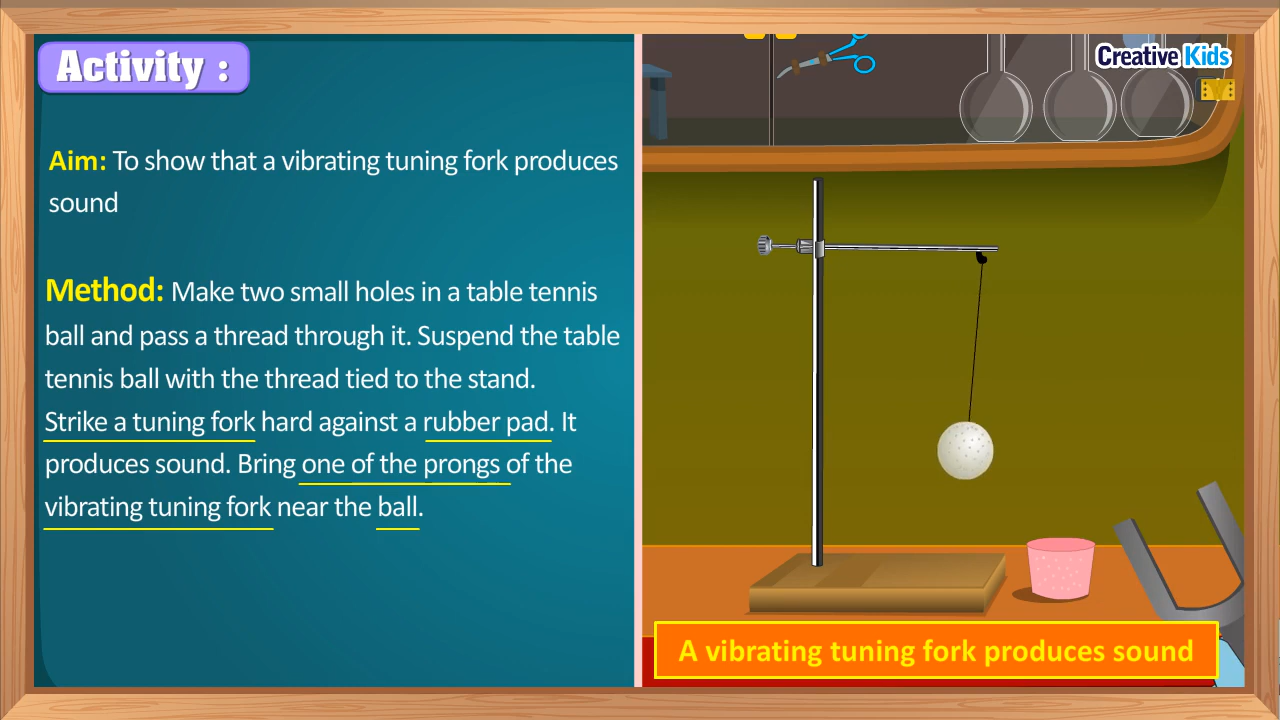 Activity :
Creative Kids
Aim: To show that a vibrating tuning fork produces
sound
Method: Make two small holes in a table tennis
ball and pass a thread through it. Suspend the table
tennis ball with the thread tied to the stand.
Strike a tuning fork hard against a rubber pad. It
produces sound. Bring one of the prongs of the
vibrating tuning fork near the ball.
A vibrating tuning fork produces sound